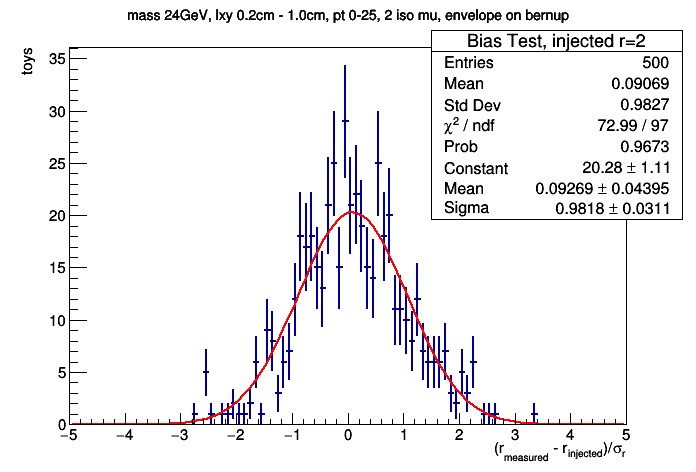 mass 24GeV, lxy 0.2cm - 1.0cm, pt 0-25, 2 iso mu, envelope on bernup
Bias Test, injected r=2
Entries 500
Mean 0.09069
Std Dev 0.9827
χ² / ndf 72.99 / 97
Prob 0.9673
Constant 20.28 ± 1.11
Mean 0.09269 ± 0.04395
Sigma 0.9818 ± 0.0311
toys
35
30
25
20
15
10
5
0
−5 −4 −3 −2 −1 0 1 2 3 4 5
(r_measured - r_injected)/σ_r